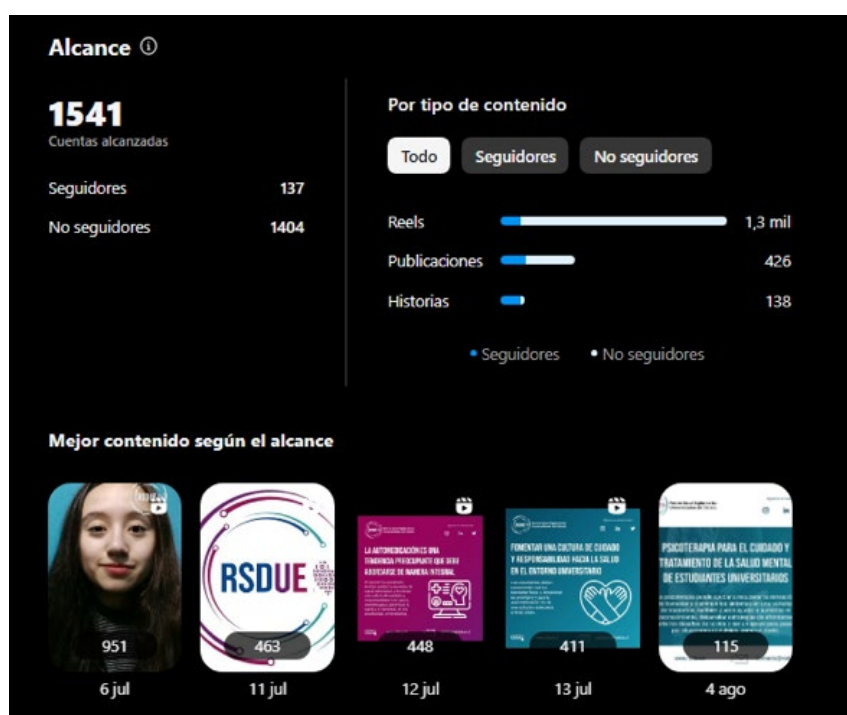 Alcance
1541
Cuentas alcanzadas
Seguidores 137
No seguidores 1404
Por tipo de contenido
Todo Seguidores No seguidores
Reels 1,3 mil
Publicaciones 426
Historias 138
Seguidores No seguidores
Mejor contenido según el alcance
951
6 jul
RSDUE
463
11 jul
LA AUTOMEDICACIÓN ES UNA
TENDENCIA PREOCUPANTE QUE DEBE
ABORDARSE DE MANERA INTEGRAL
448
12 jul
FOMENTAR UNA CULTURA DE CUIDADO
Y RESPONSABILIDAD HACIA LA SALUD
EN EL ENTORNO UNIVERSITARIO
411
13 jul
PSICOTERAPIA PARA EL CUIDADO Y
TRATAMIENTO DE LA SALUD MENTAL
DE ESTUDIANTES UNIVERSITARIOS
115
4 ago